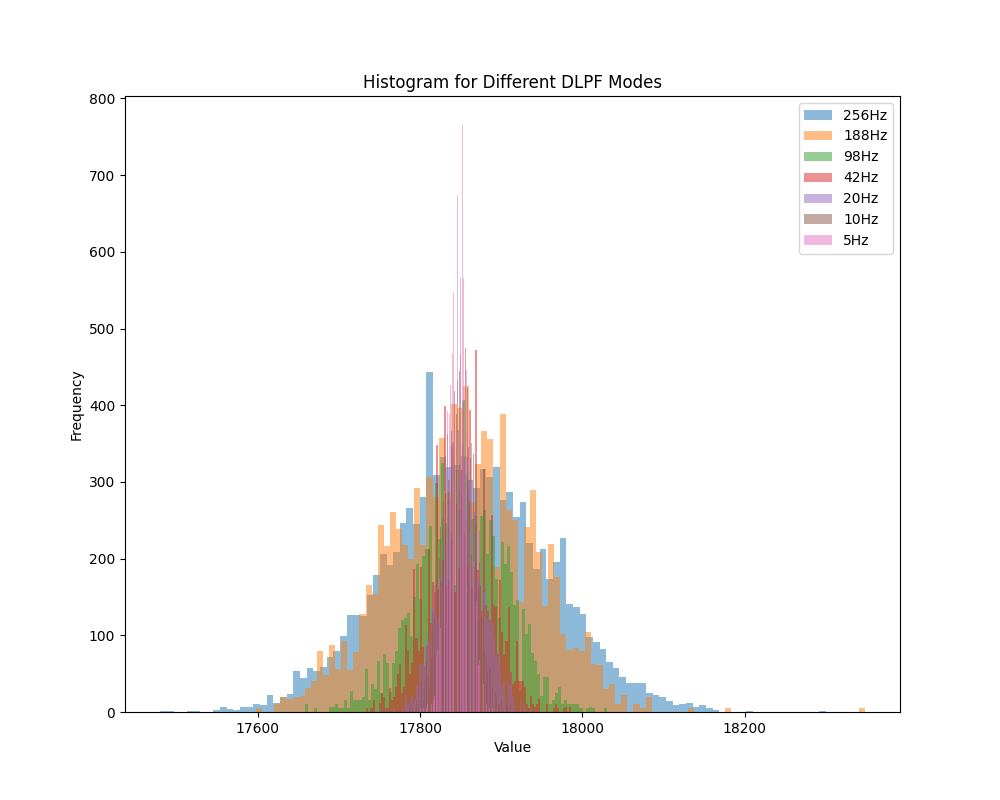 Histogram for Different DLPF Modes
800
700
600
500
400
300
200
100
0
Frequency
17600
17800
18000
18200
Value
256Hz
188Hz
98Hz
42Hz
20Hz
10Hz
5Hz